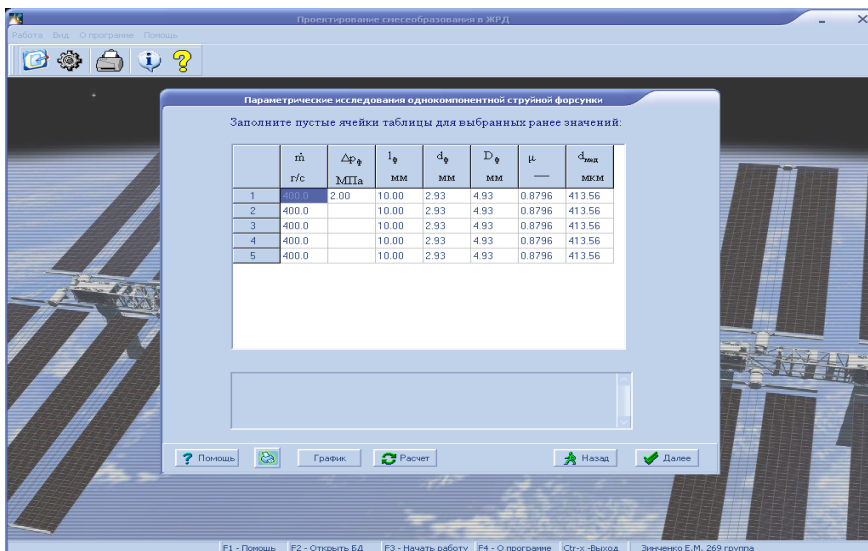 Проектирование смесеобразования в ЖРД
Работа Вид О программе Помощь
Параметрические исследования однокомпонентной струйной форсунки
Заполните пустые ячейки таблицы для выбранных ранее значений:
ṁ Δpф lф dф Dф μ dмед
г/с МПа мм мм мм — мкм
1 400.0 2.00 10.00 2.93 4.93 0.8796 413.56
2 400.0 10.00 2.93 4.93 0.8796 413.56
3 400.0 10.00 2.93 4.93 0.8796 413.56
4 400.0 10.00 2.93 4.93 0.8796 413.56
5 400.0 10.00 2.93 4.93 0.8796 413.56
? Помощь График Расчет Назад Далее
F1 - Помощь F2 - Открыть БД F3 - Начать работу F4 - О програме Ctr-x -Выход Зинченко Е.М. 269 группа